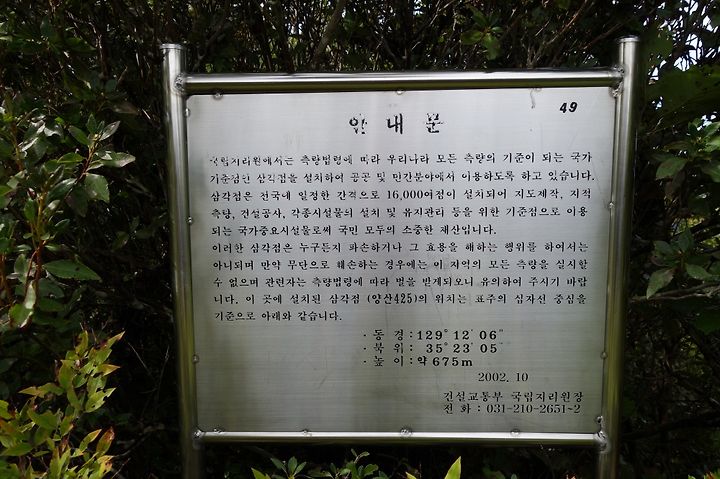 49
안내문
국립지리원에서는 측량법령에 따라 우리나라 모든 측량의 기준이 되는 국가
기준점인 삼각점을 설치하여 공공 및 민간분야에서 이용하도록 하고 있습니다.
삼각점은 전국에 일정한 간격으로 16,000여점이 설치되어 지도제작, 지적
측량, 건설공사, 각종시설물의 설치 및 유지관리 등을 위한 기준점으로 이용
되는 국가중요시설물로써 국민 모두의 소중한 재산입니다.
이러한 삼각점은 누구든지 파손하거나 그 효용을 해하는 행위를 하여서는
아니되며 만약 무단으로 훼손하는 경우에는 이 지역의 모든 측량을 실시할
수 없으며 관련자는 측량법령에 따라 벌을 받게되오니 유의하여 주시기 바랍
니다. 이 곳에 설치된 삼각점 (양산425)의 위치는 표주의 십자선 중심을
기준으로 아래와 같습니다.
· 동 경 : 129° 12′ 06″
· 북 위 : 35° 23′ 05″
· 높 이 : 약 675m
2002. 10
건설교통부 국립지리원장
전 화 : 031-210-2651~2